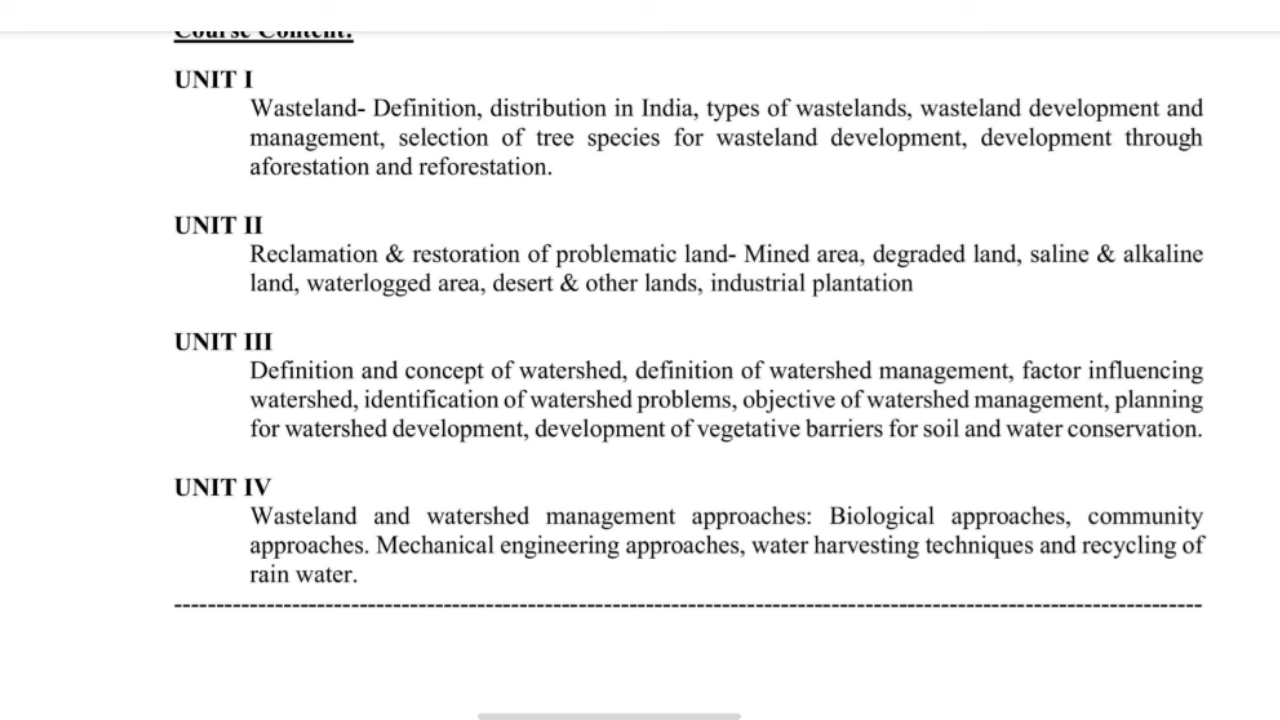 Course Content:
UNIT I
Wasteland- Definition, distribution in India, types of wastelands, wasteland development and
management, selection of tree species for wasteland development, development through
aforestation and reforestation.
UNIT II
Reclamation & restoration of problematic land- Mined area, degraded land, saline & alkaline
land, waterlogged area, desert & other lands, industrial plantation
UNIT III
Definition and concept of watershed, definition of watershed management, factor influencing
watershed, identification of watershed problems, objective of watershed management, planning
for watershed development, development of vegetative barriers for soil and water conservation.
UNIT IV
Wasteland and watershed management approaches: Biological approaches, community
approaches. Mechanical engineering approaches, water harvesting techniques and recycling of
rain water.